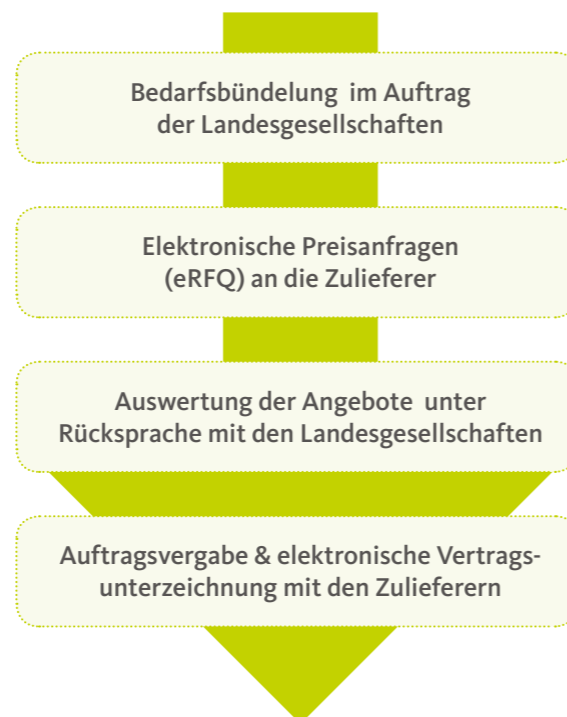 Bedarfsbündelung im Auftrag
der Landesgesellschaften
Elektronische Preisanfragen
(eRFQ) an die Zulieferer
Auswertung der Angebote unter
Rücksprache mit den Landesgesellschaften
Auftragsvergabe & elektronische Vertrags-
unterzeichnung mit den Zulieferern